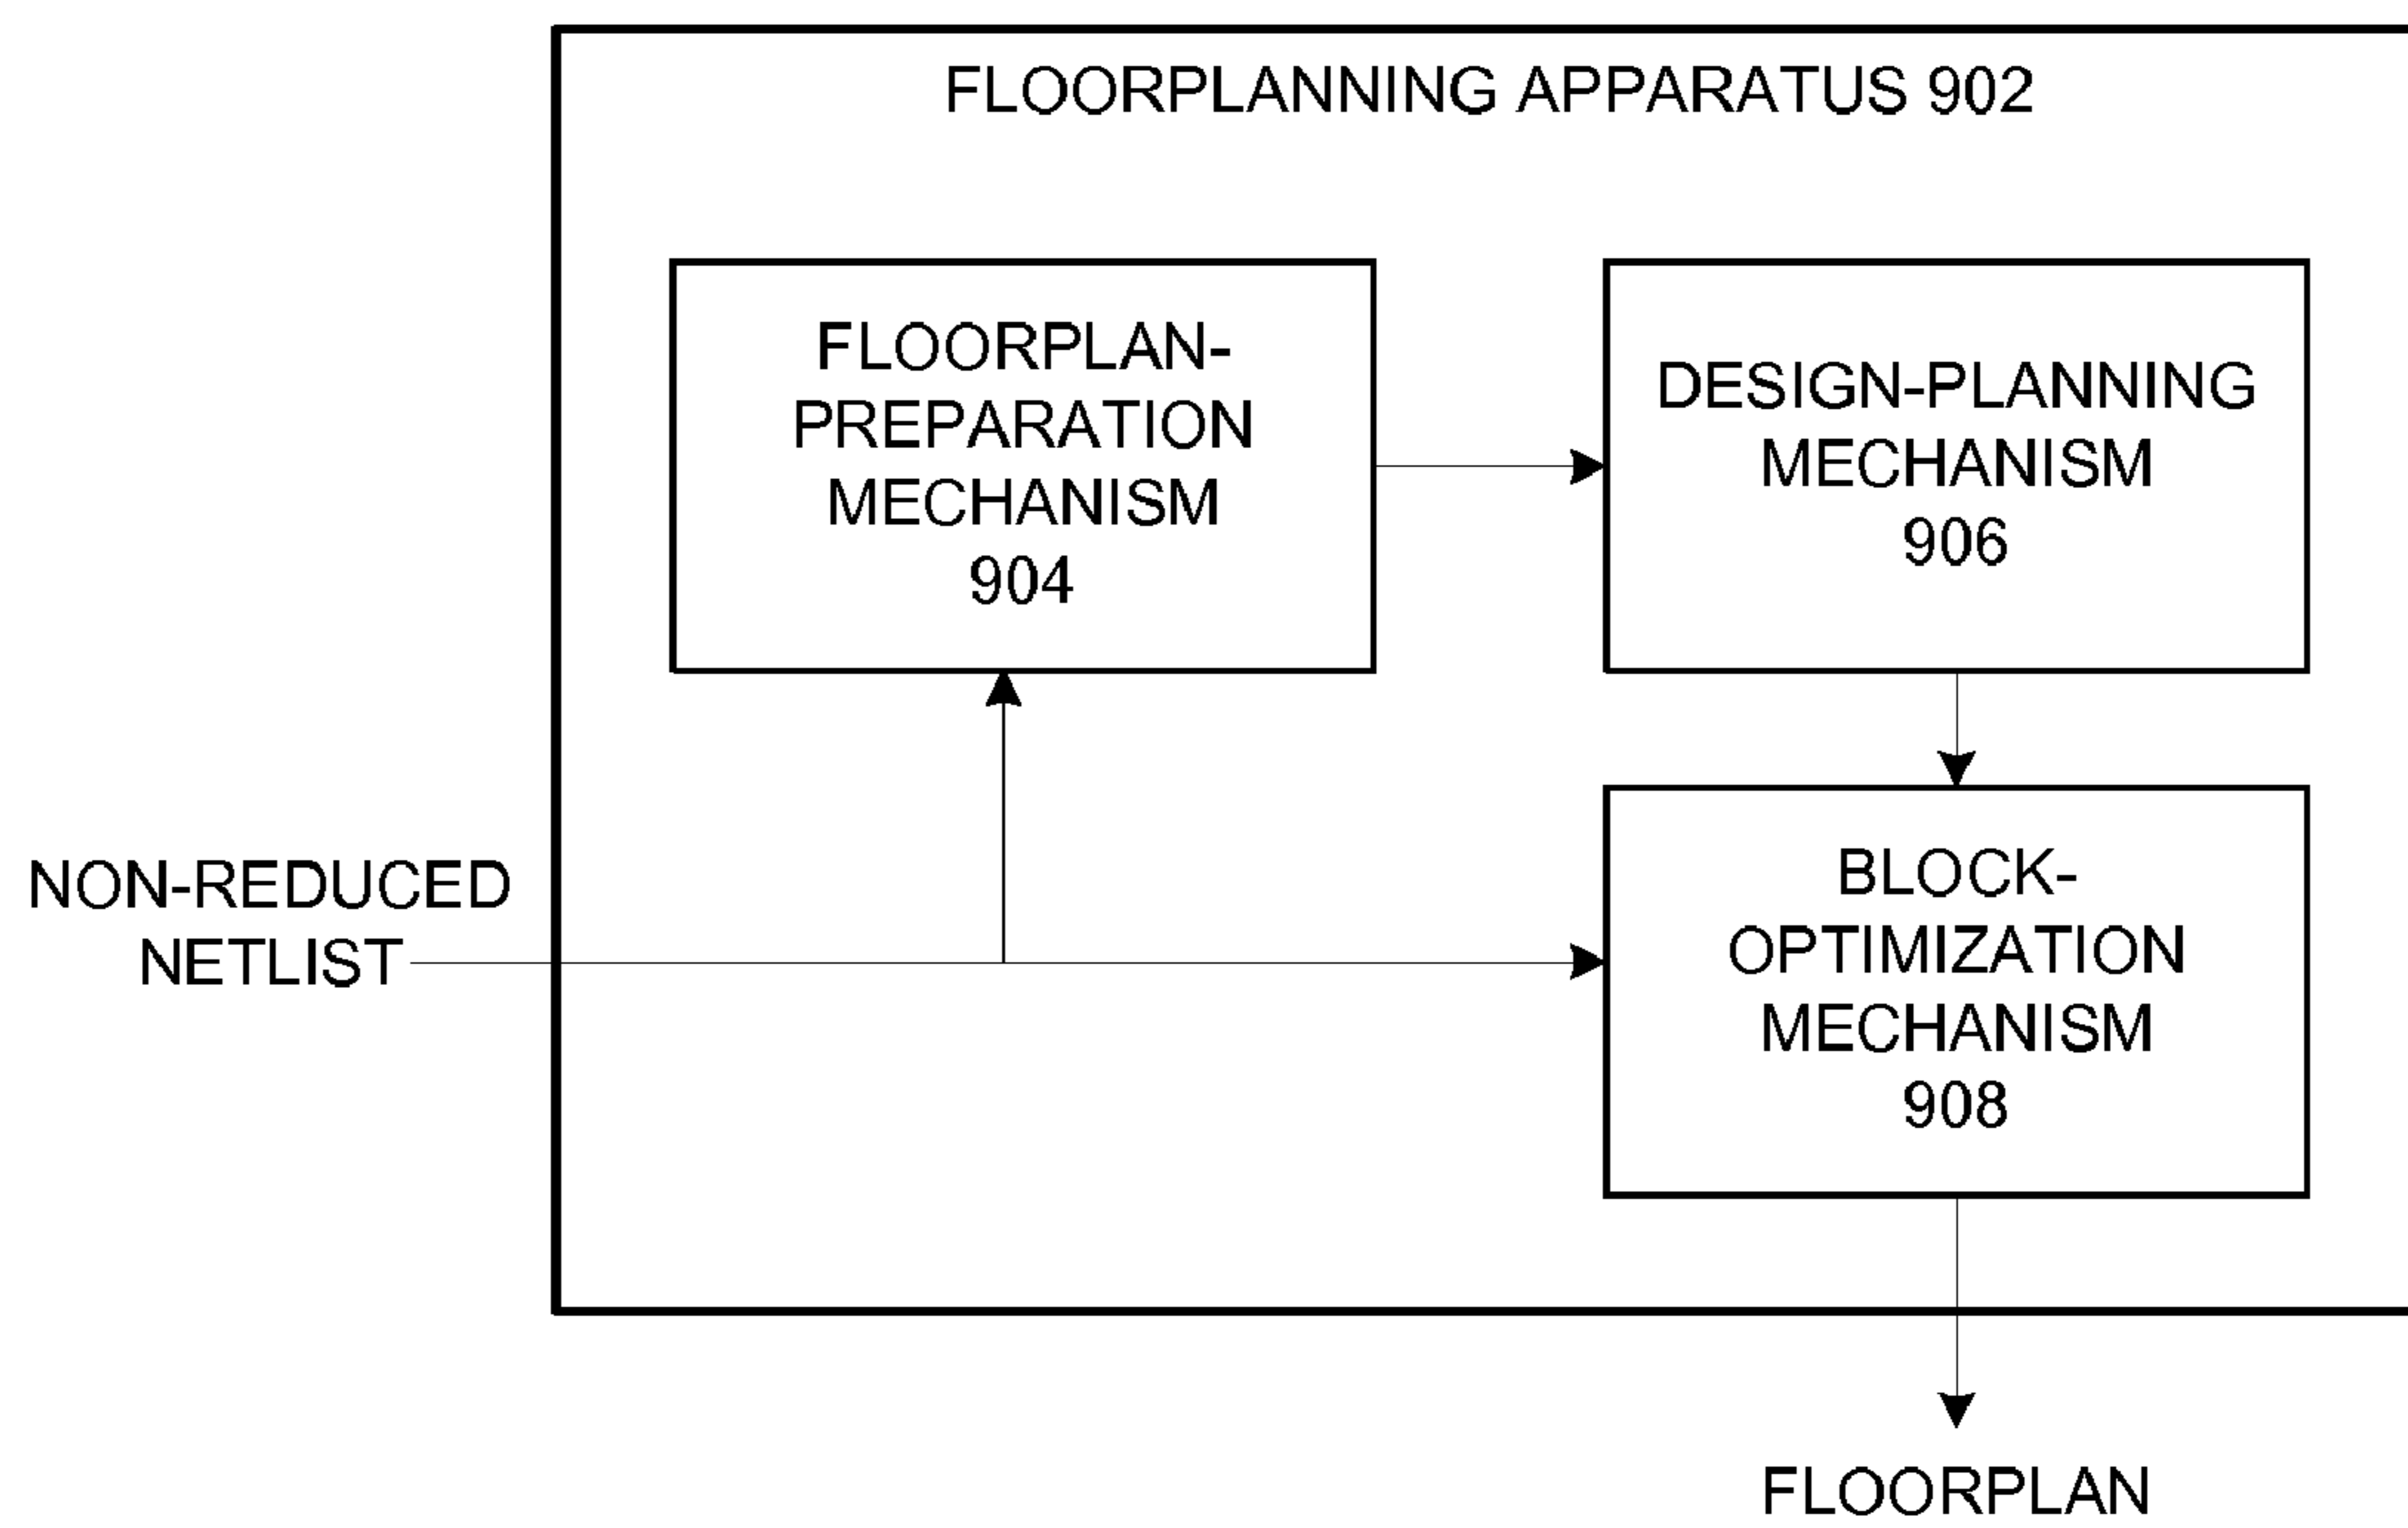 FLOORPLANNING APPARATUS 902
FLOORPLAN-
PREPARATION
MECHANISM
904
DESIGN-PLANNING
MECHANISM
906
NON-REDUCED
NETLIST
BLOCK-
OPTIMIZATION
MECHANISM
908
FLOORPLAN